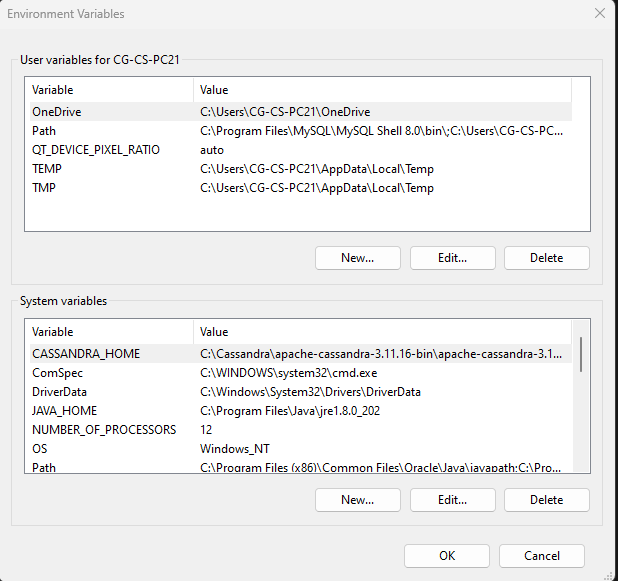 Environment Variables
User variables for CG-CS-PC21
Variable Value
OneDrive C:\Users\CG-CS-PC21\OneDrive
Path C:\Program Files\MySQL\MySQL Shell 8.0\bin\;C:\Users\CG-CS-PC...
QT_DEVICE_PIXEL_RATIO auto
TEMP C:\Users\CG-CS-PC21\AppData\Local\Temp
TMP C:\Users\CG-CS-PC21\AppData\Local\Temp
New... Edit... Delete
System variables
Variable Value
CASSANDRA_HOME C:\Cassandra\apache-cassandra-3.11.16-bin\apache-cassandra-3.1...
ComSpec C:\WINDOWS\system32\cmd.exe
DriverData C:\Windows\System32\Drivers\DriverData
JAVA_HOME C:\Program Files\Java\jre1.8.0_202
NUMBER_OF_PROCESSORS 12
OS Windows_NT
Path C:\Program Files (x86)\Common Files\Oracle\Java\javapath;C:\Pro...
New... Edit... Delete
OK Cancel